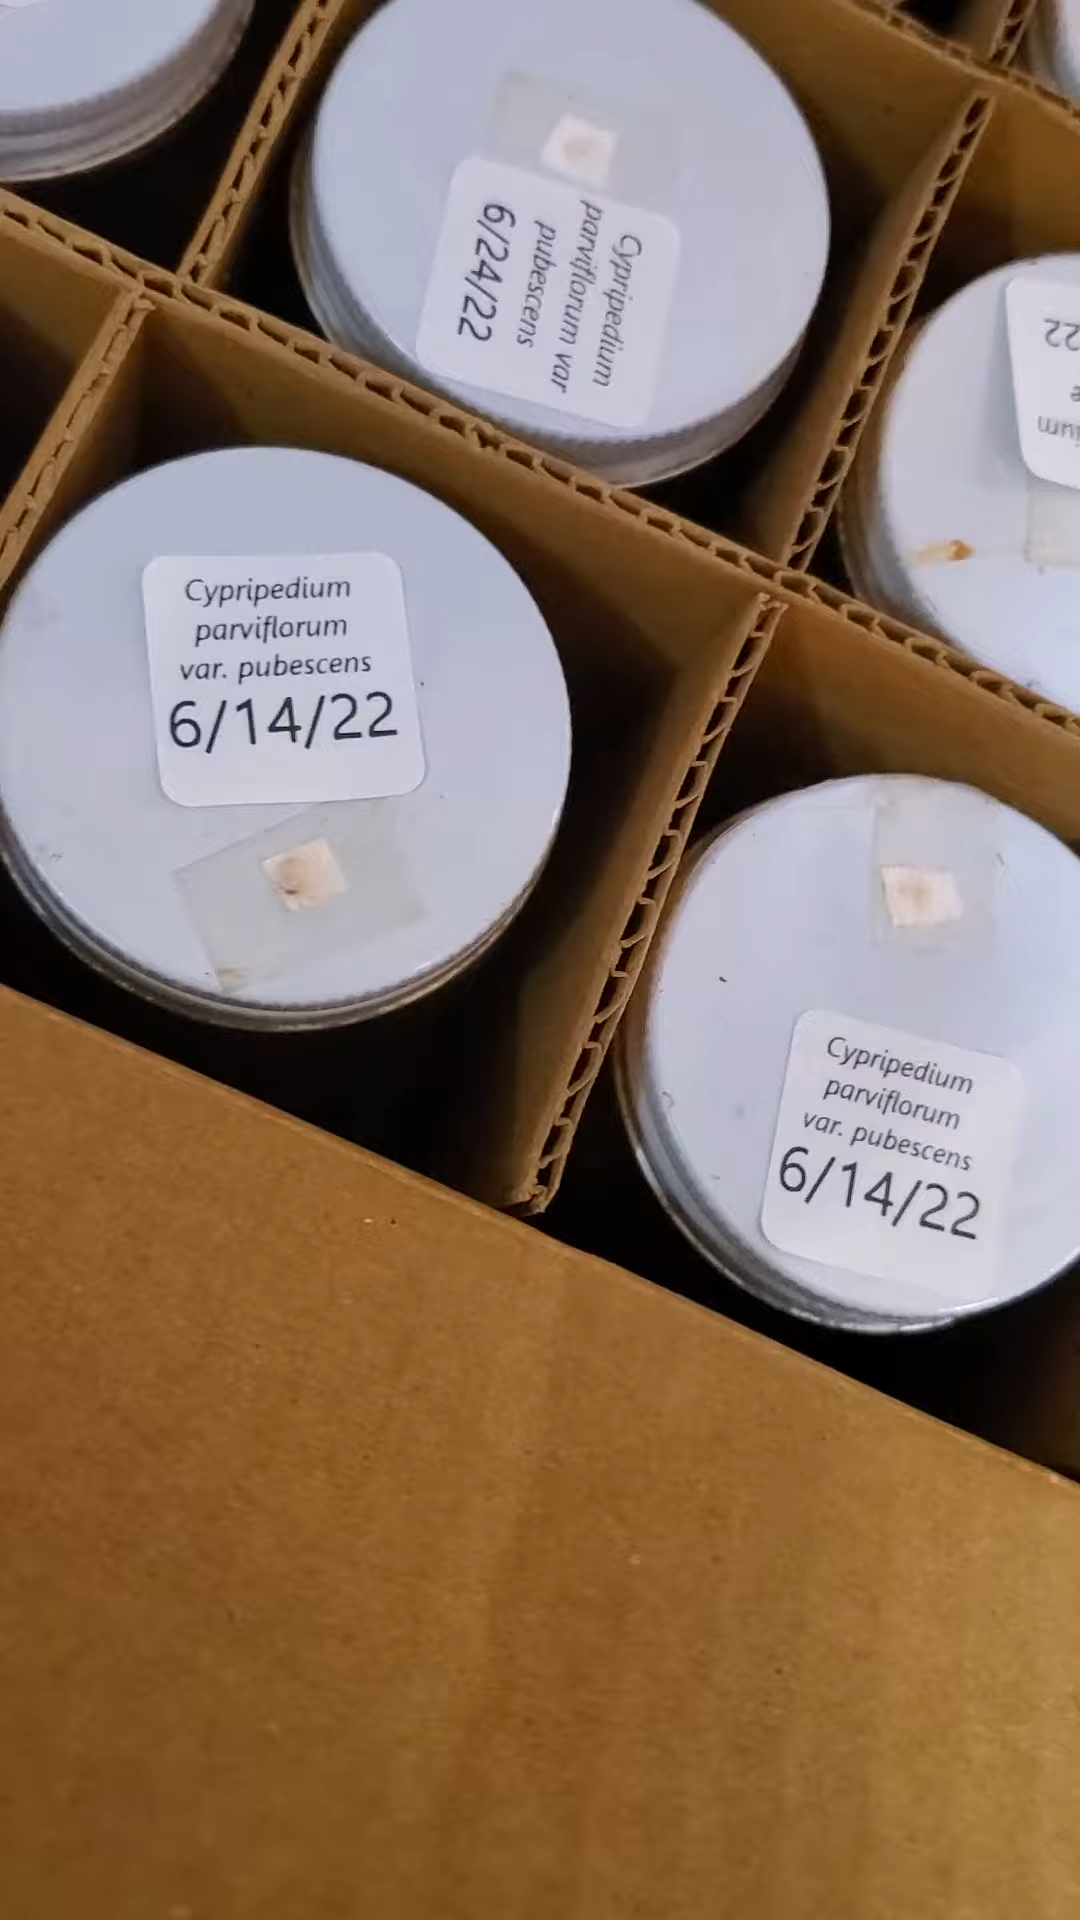 Cypripedium
parviflorum var
pubescens
6/24/22
22
Cypripedium
parviflorum
var. pubescens
6/14/22
Cypripedium
parviflorum
var. pubescens
6/14/22